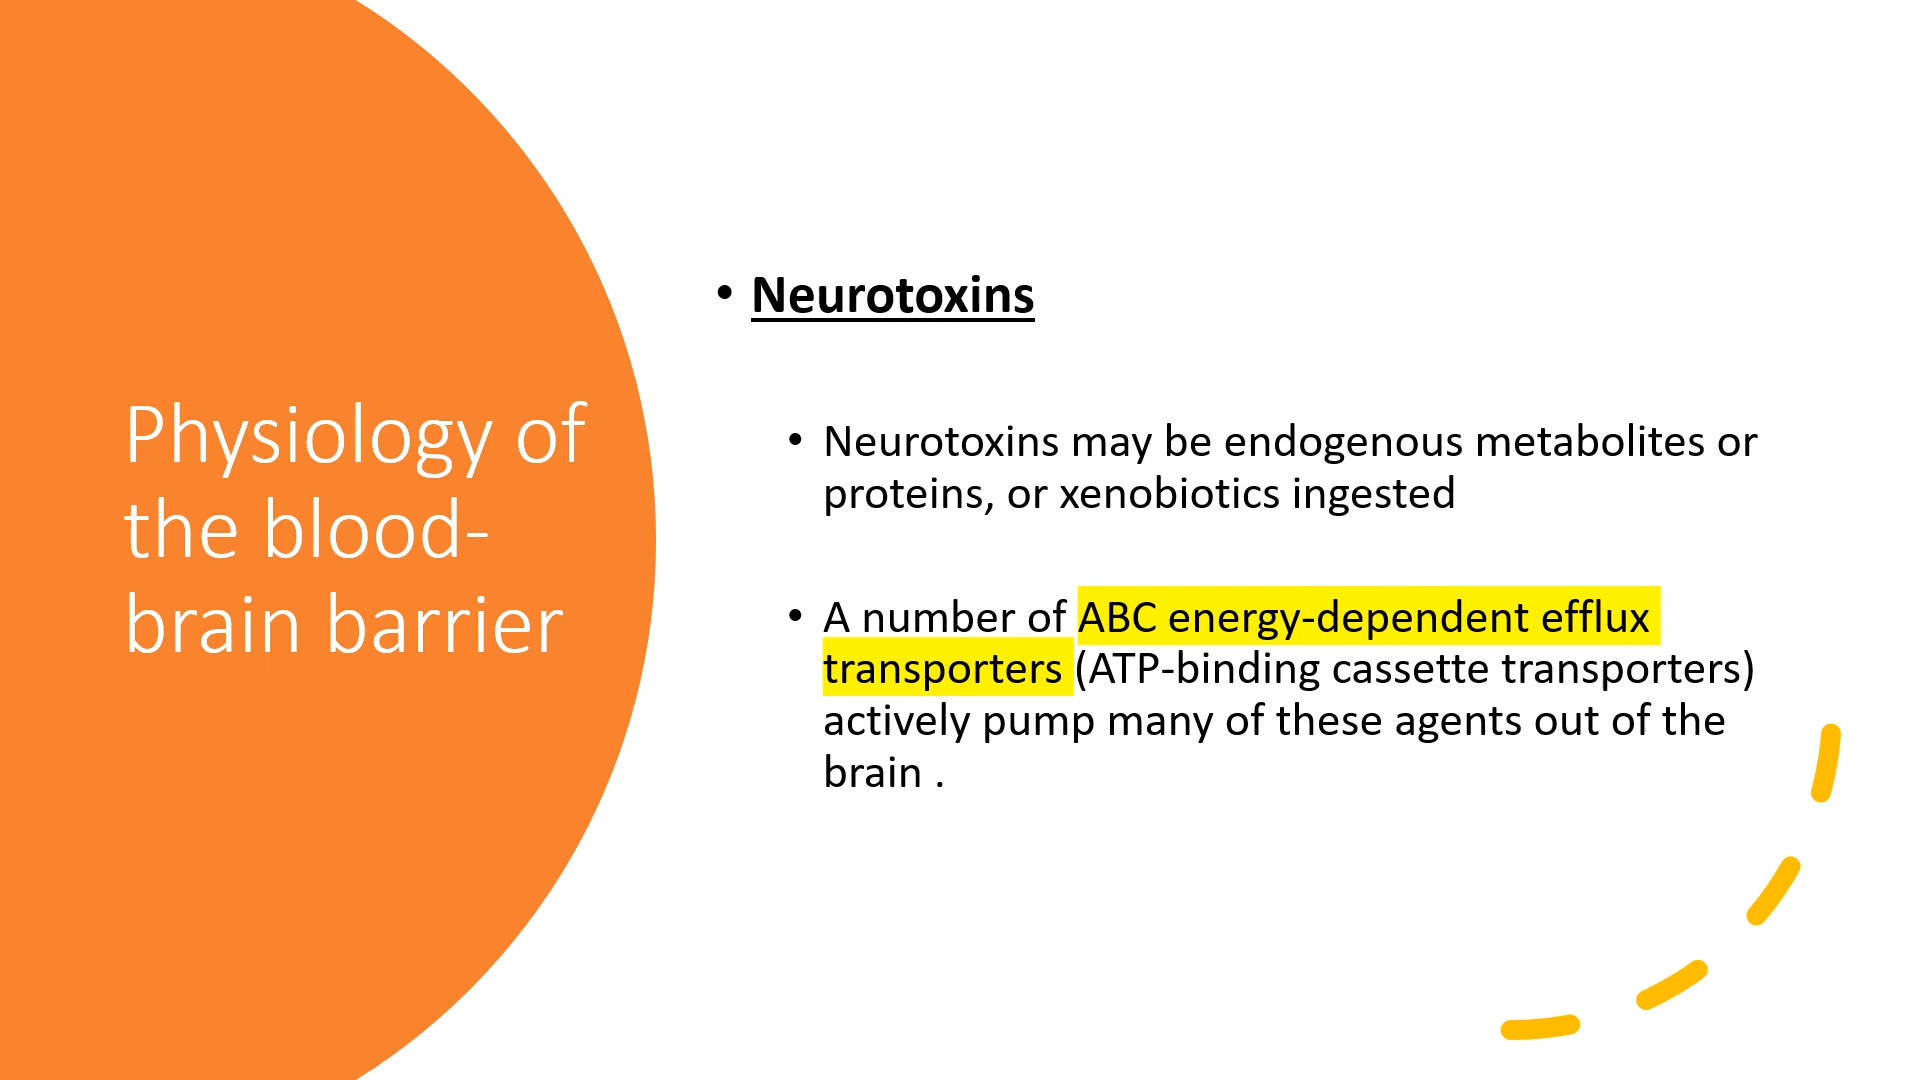 Physiology of
the blood-
brain barrier
• Neurotoxins
• Neurotoxins may be endogenous metabolites or
proteins, or xenobiotics ingested
• A number of ABC energy-dependent efflux
transporters (ATP-binding cassette transporters)
actively pump many of these agents out of the
brain .